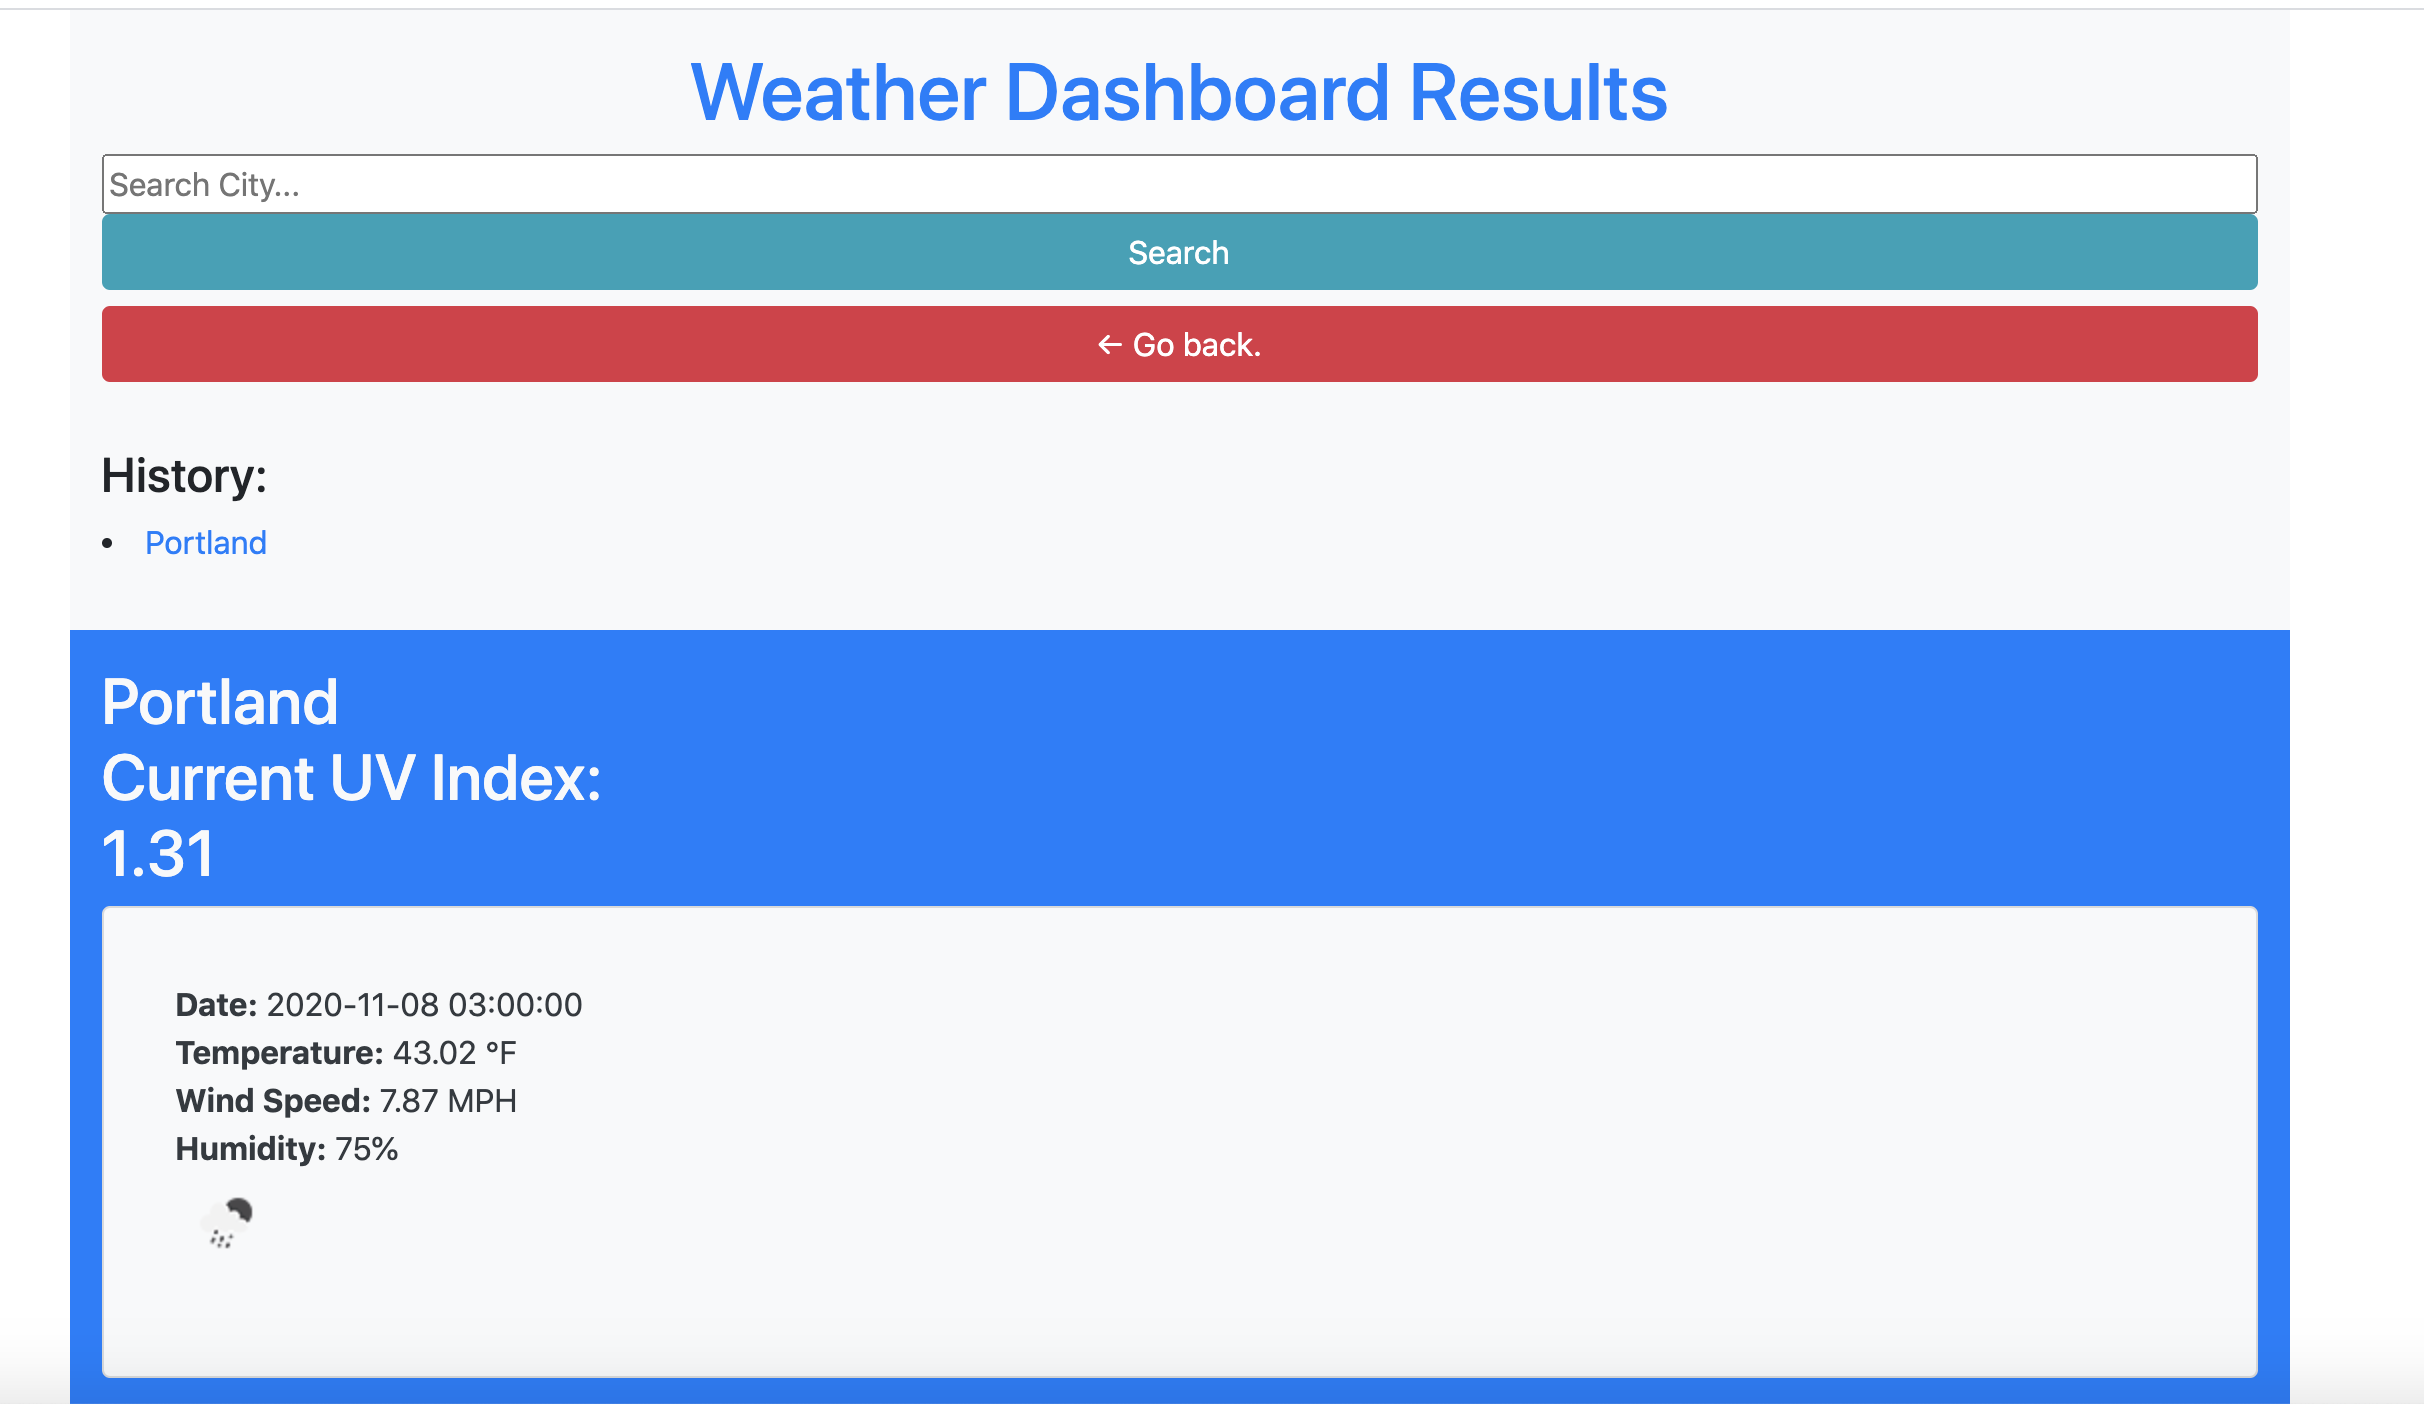 Weather Dashboard Results
Search City...
Search
← Go back.
History:
• Portland
Portland
Current UV Index:
1.31
Date: 2020-11-08 03:00:00
Temperature: 43.02 °F
Wind Speed: 7.87 MPH
Humidity: 75%